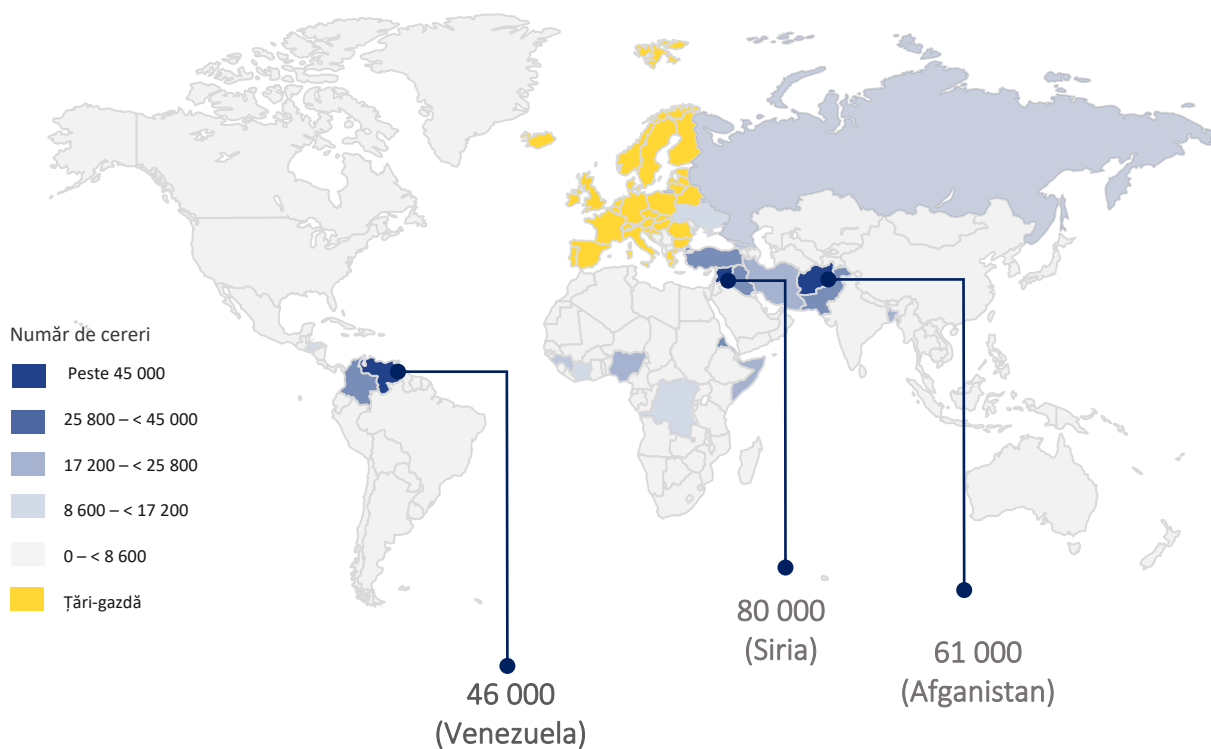 Număr de cereri
Peste 45 000
25 800 – < 45 000
17 200 – < 25 800
8 600 – < 17 200
0 – < 8 600
Țări-gazdă
46 000
(Venezuela)
80 000
(Siria)
61 000
(Afganistan)